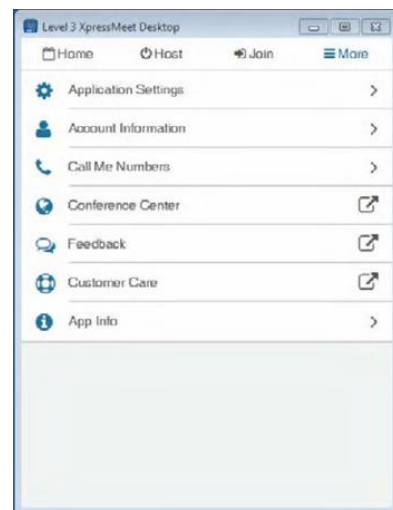 Level 3 XpressMeet Desktop
Home Host Join More
Application Settings
Account Information
Call Me Numbers
Conference Center
Feedback
Customer Care
App Info